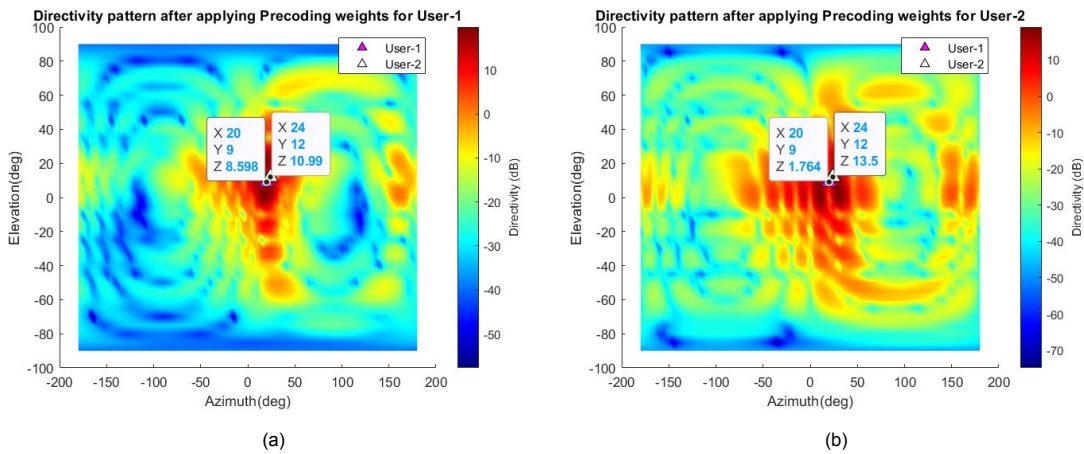 Directivity pattern after applying Precoding weights for User-1
100
80
60
40
20
0
-20
-40
-60
-80
-100
Elevation(deg)
-200
-150
-100
-50
0
50
100
150
200
Azimuth(deg)
User-1
User-2
X 20
Y 9
Z 8.598
X 24
Y 12
Z 10.99
10
0
-10
-20
-30
-40
-50
Directivity (dB)
(a)
Directivity pattern after applying Precoding weights for User-2
100
80
60
40
20
0
-20
-40
-60
-80
-100
Elevation(deg)
-200
-150
-100
-50
0
50
100
150
200
Azimuth(deg)
User-1
User-2
X 20
Y 9
Z 1.764
X 24
Y 12
Z 13.5
10
0
-10
-20
-30
-40
-50
-60
-70
Directivity (dB)
(b)